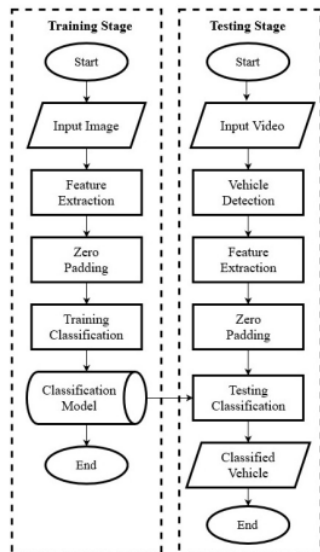 Training Stage
Start
Input Image
Feature
Extraction
Zero
Padding
Training
Classification
Classification
Model
End
Testing Stage
Start
Input Video
Vehicle
Detection
Feature
Extraction
Zero
Padding
Testing
Classification
Classified
Vehicle
End